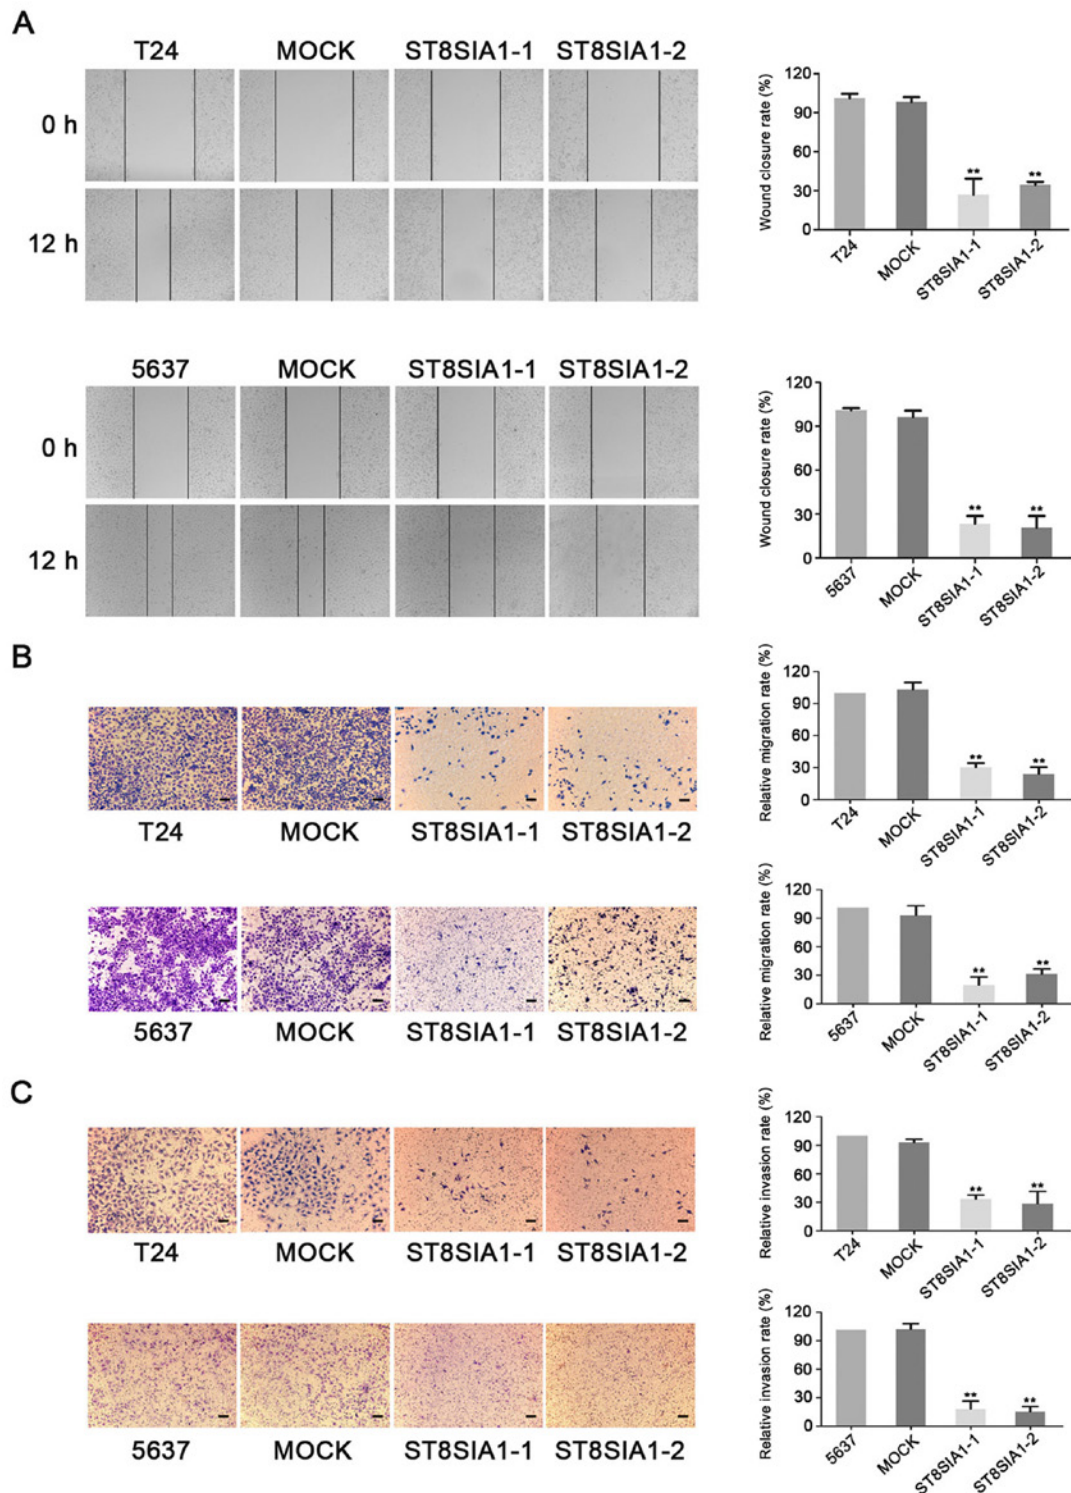 A
T24 MOCK ST8SIA1-1 ST8SIA1-2
0 h
12 h
120
90
60
30
0
Wound closure rate (%)
** **
T24 MOCK ST8SIA1-1 ST8SIA1-2
5637 MOCK ST8SIA1-1 ST8SIA1-2
0 h
12 h
120
90
60
30
0
Wound closure rate (%)
** **
5637 MOCK ST8SIA1-1 ST8SIA1-2
B
T24 MOCK ST8SIA1-1 ST8SIA1-2
120
90
60
30
0
Relative migration rate (%)
** **
T24 MOCK ST8SIA1-1 ST8SIA1-2
5637 MOCK ST8SIA1-1 ST8SIA1-2
120
90
60
30
0
Relative migration rate (%)
** **
5637 MOCK ST8SIA1-1 ST8SIA1-2
C
T24 MOCK ST8SIA1-1 ST8SIA1-2
120
90
60
30
0
Relative invasion rate (%)
** **
T24 MOCK ST8SIA1-1 ST8SIA1-2
5637 MOCK ST8SIA1-1 ST8SIA1-2
120
90
60
30
0
Relative invasion rate (%)
** **
5637 MOCK ST8SIA1-1 ST8SIA1-2